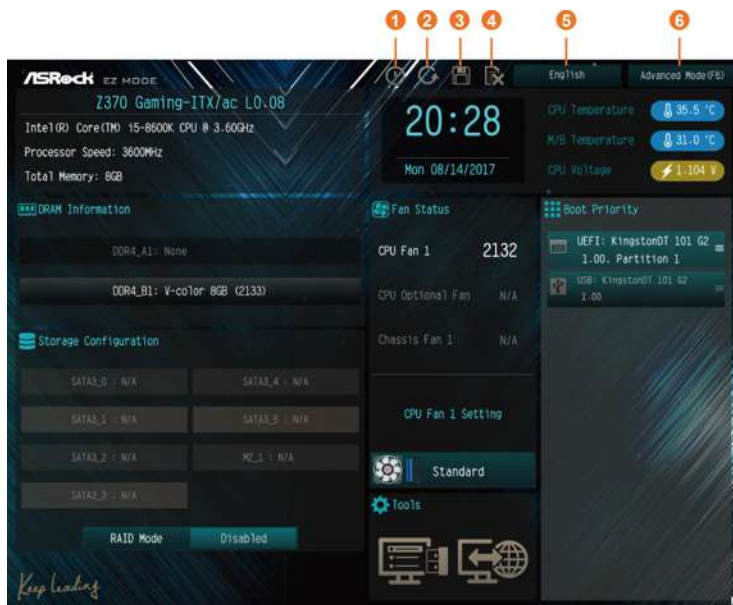 1 2 3 4 5 6
ASRock EZ MODE
English
Advanced Mode(F6)
Z370 Gaming-ITX/ac L0.08
Intel(R) Core(TM) i5-8600K CPU @ 3.60GHz
Processor Speed: 3600MHz
Total Memory: 8GB
20:28
Mon 08/14/2017
CPU Temperature 35.5 °C
M/B Temperature 31.0 °C
CPU Voltage 1.104 V
DRAM Information
DDR4_A1: None
DDR4_B1: V-color 8GB (2133)
Storage Configuration
SATA3_0 : N/A SATA3_4 : N/A
SATA3_1 : N/A SATA3_5 : N/A
SATA3_2 : N/A M2_1 : N/A
SATA3_3 : N/A
RAID Mode Disabled
Fan Status
CPU Fan 1 2132
CPU Optional Fan N/A
Chassis Fan 1 N/A
CPU Fan 1 Setting
Standard
Tools
Boot Priority
UEFI: KingstonDT 101 G2
1.00. Partition 1
USB: KingstonDT 101 G2
1.00
Keep Leading